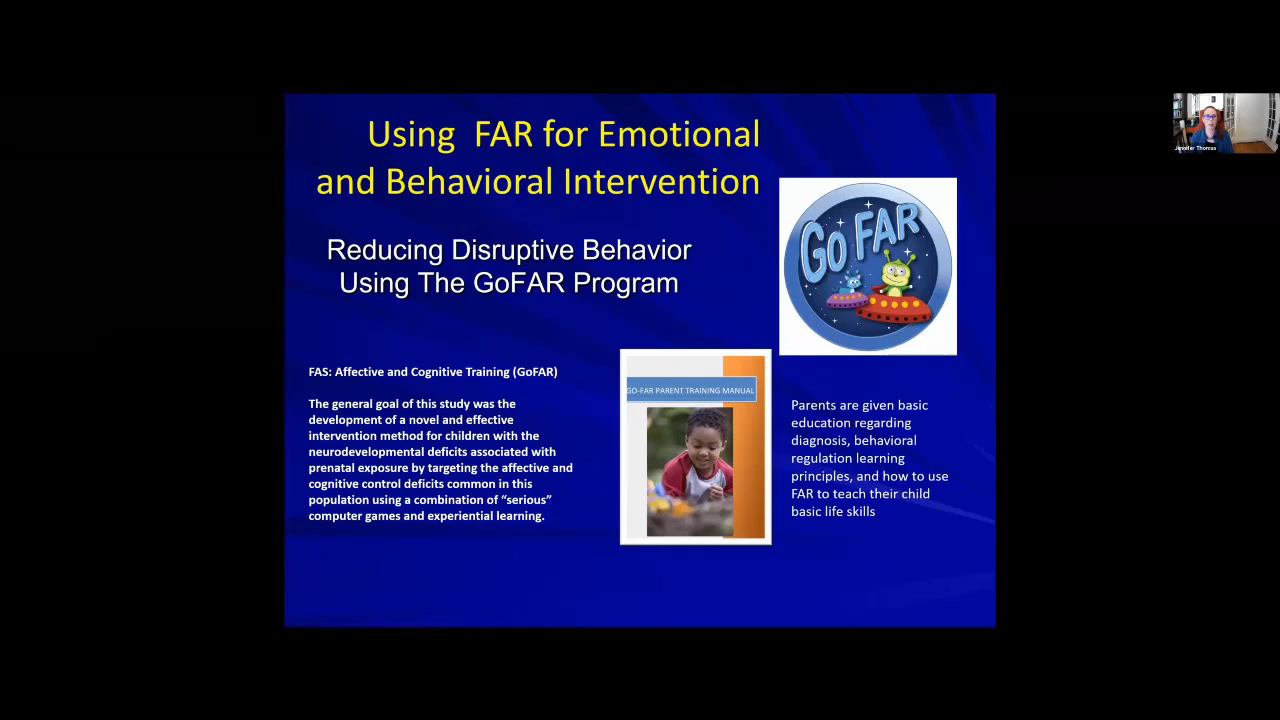 Using  FAR for Emotional
and Behavioral Intervention
Reducing Disruptive Behavior
Using The GoFAR Program
GO FAR
FAS: Affective and Cognitive Training (GoFAR)
The general goal of this study was the
development of a novel and effective
intervention method for children with the
neurodevelopmental deficits associated with
prenatal exposure by targeting the affective and
cognitive control deficits common in this
population using a combination of “serious”
computer games and experiential learning.
GO-FAR PARENT TRAINING MANUAL
Parents are given basic
education regarding
diagnosis, behavioral
regulation learning
principles, and how to use
FAR to teach their child
basic life skills
Jennifer Thomas